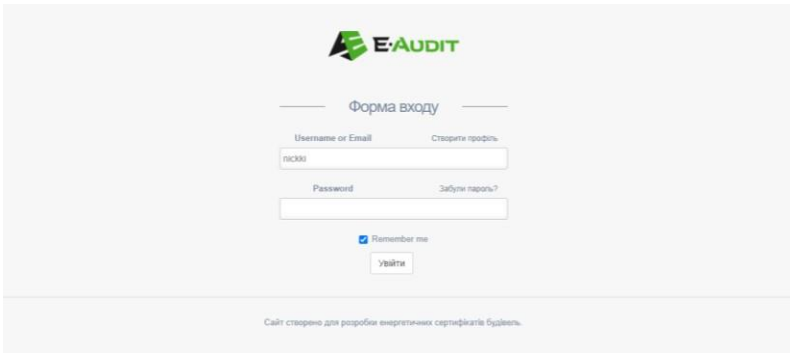 E·AUDIT
Форма входу
Username or Email Створити профіль
nickki
Password Забули пароль?
Remember me
Увійти
Сайт створено для розробки енергетичних сертифікатів будівель.